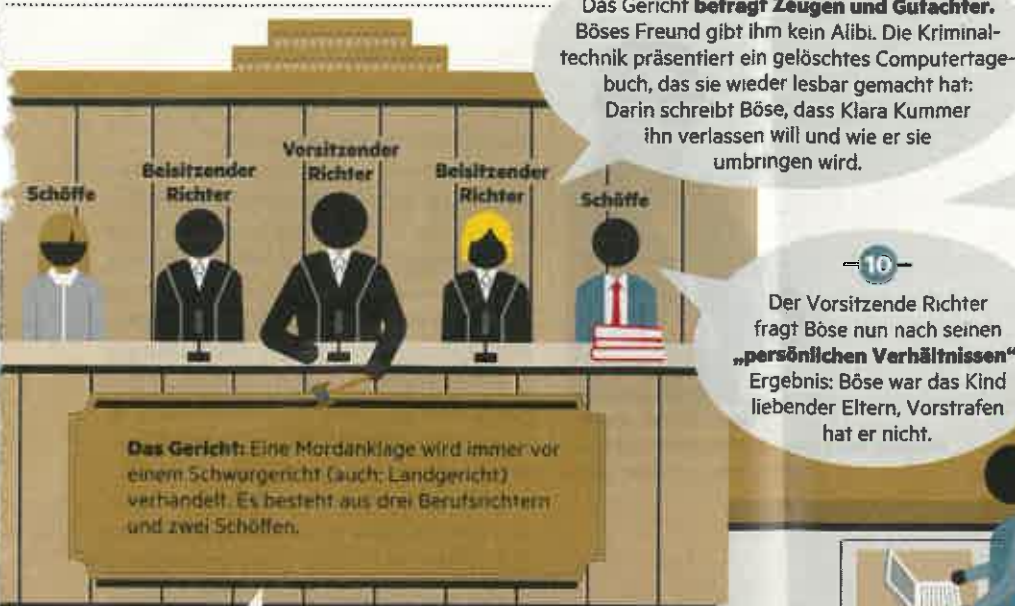 Das Gericht befragt Zeugen und Gutachter.
Böses Freund gibt ihm kein Alibi. Die Kriminal-
technik präsentiert ein gelöschtes Computertage-
buch, das sie wieder lesbar gemacht hat:
Darin schreibt Böse, dass Klara Kummer
ihn verlassen will und wie er sie
umbringen wird.
Schöffe
Beisitzender
Richter
Vorsitzender
Richter
Beisitzender
Richter
Schöffe
10
Der Vorsitzende Richter
fragt Böse nun nach seinen
„persönlichen Verhältnissen“
Ergebnis: Böse war das Kind
liebender Eltern, Vorstrafen
hat er nicht.
Das Gericht: Eine Mordanklage wird immer vor
einem Schwurgericht (auch: Landgericht)
verhandelt. Es besteht aus drei Berufsrichtern
und zwei Schöffen.